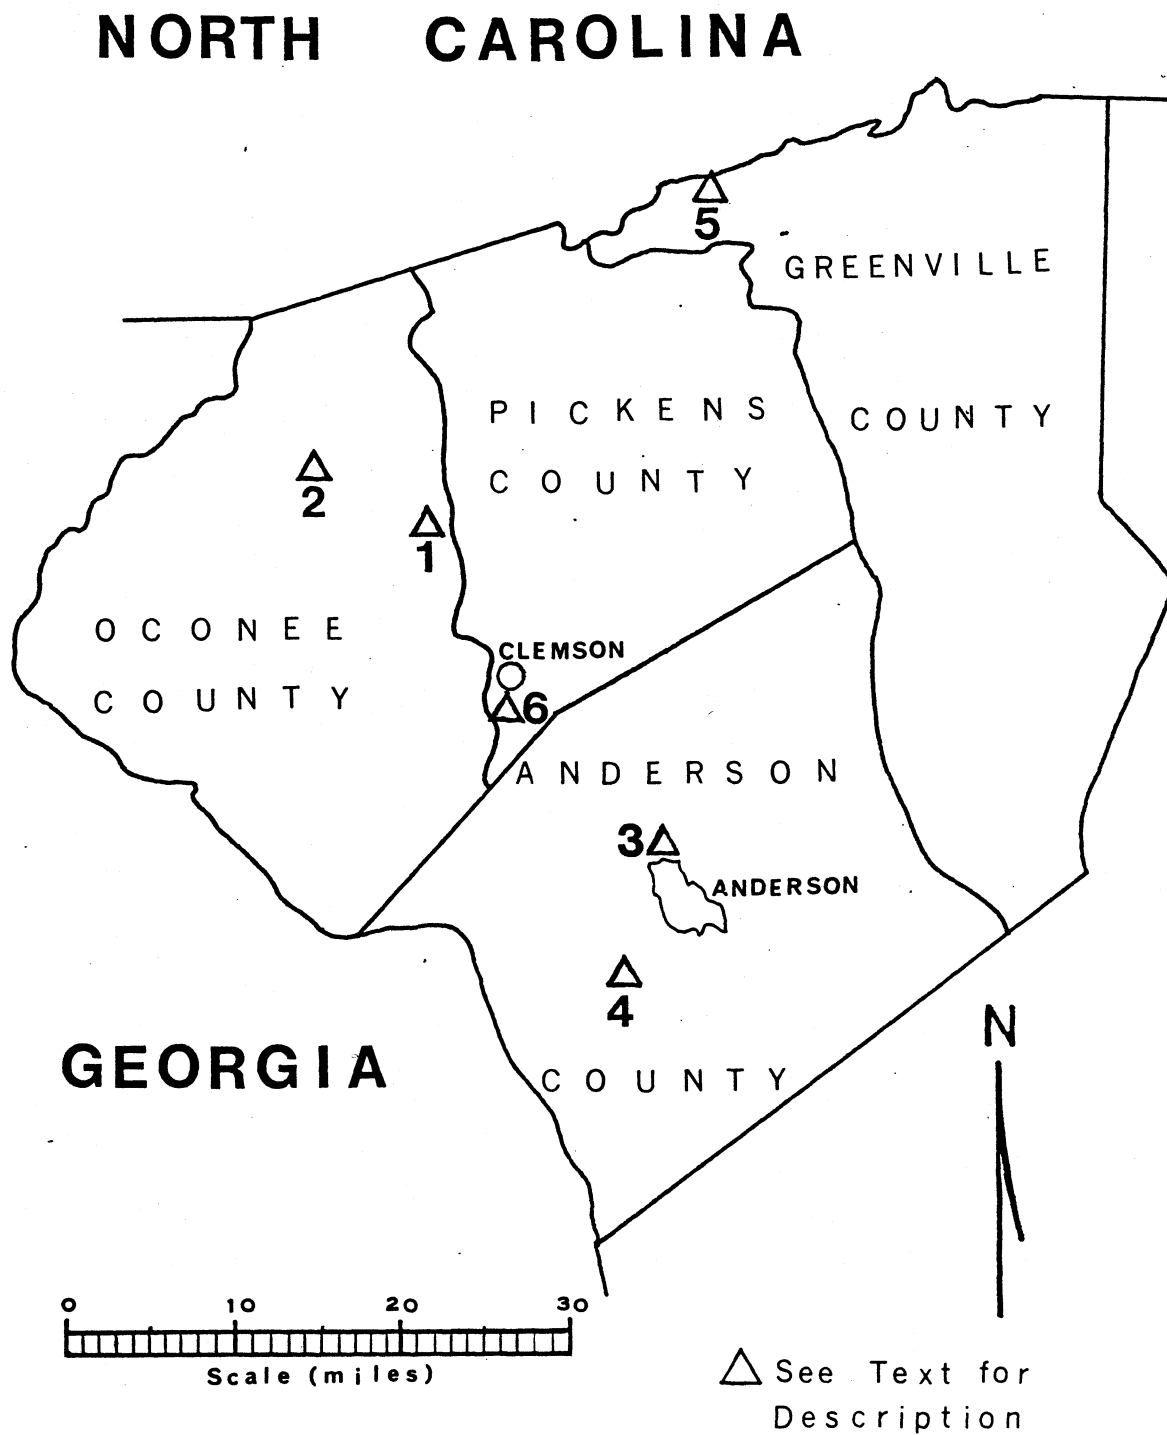 NORTH CAROLINA
5
GREENVILLE
COUNTY
PICKENS
COUNTY
2
1
OCONEE
COUNTY
CLEMSON
6
ANDERSON
3
ANDERSON
4
COUNTY
GEORGIA
N
0 10 20 30
Scale (miles)
See Text for
Description